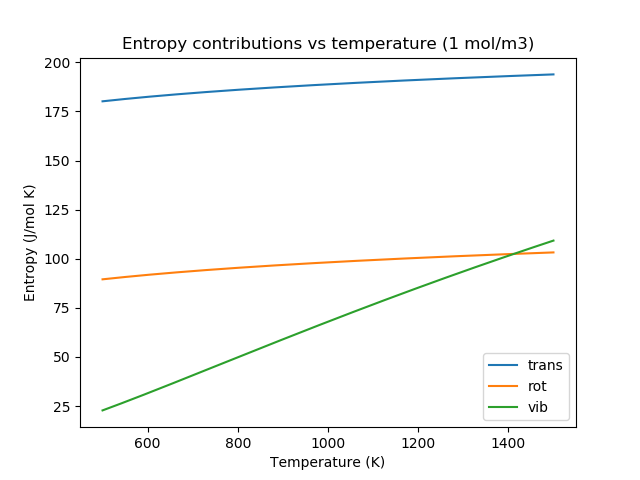 Entropy contributions vs temperature (1 mol/m3)
200
175
150
125
100
75
50
25
Entropy (J/mol K)
600 800 1000 1200 1400
Temperature (K)
trans
rot
vib